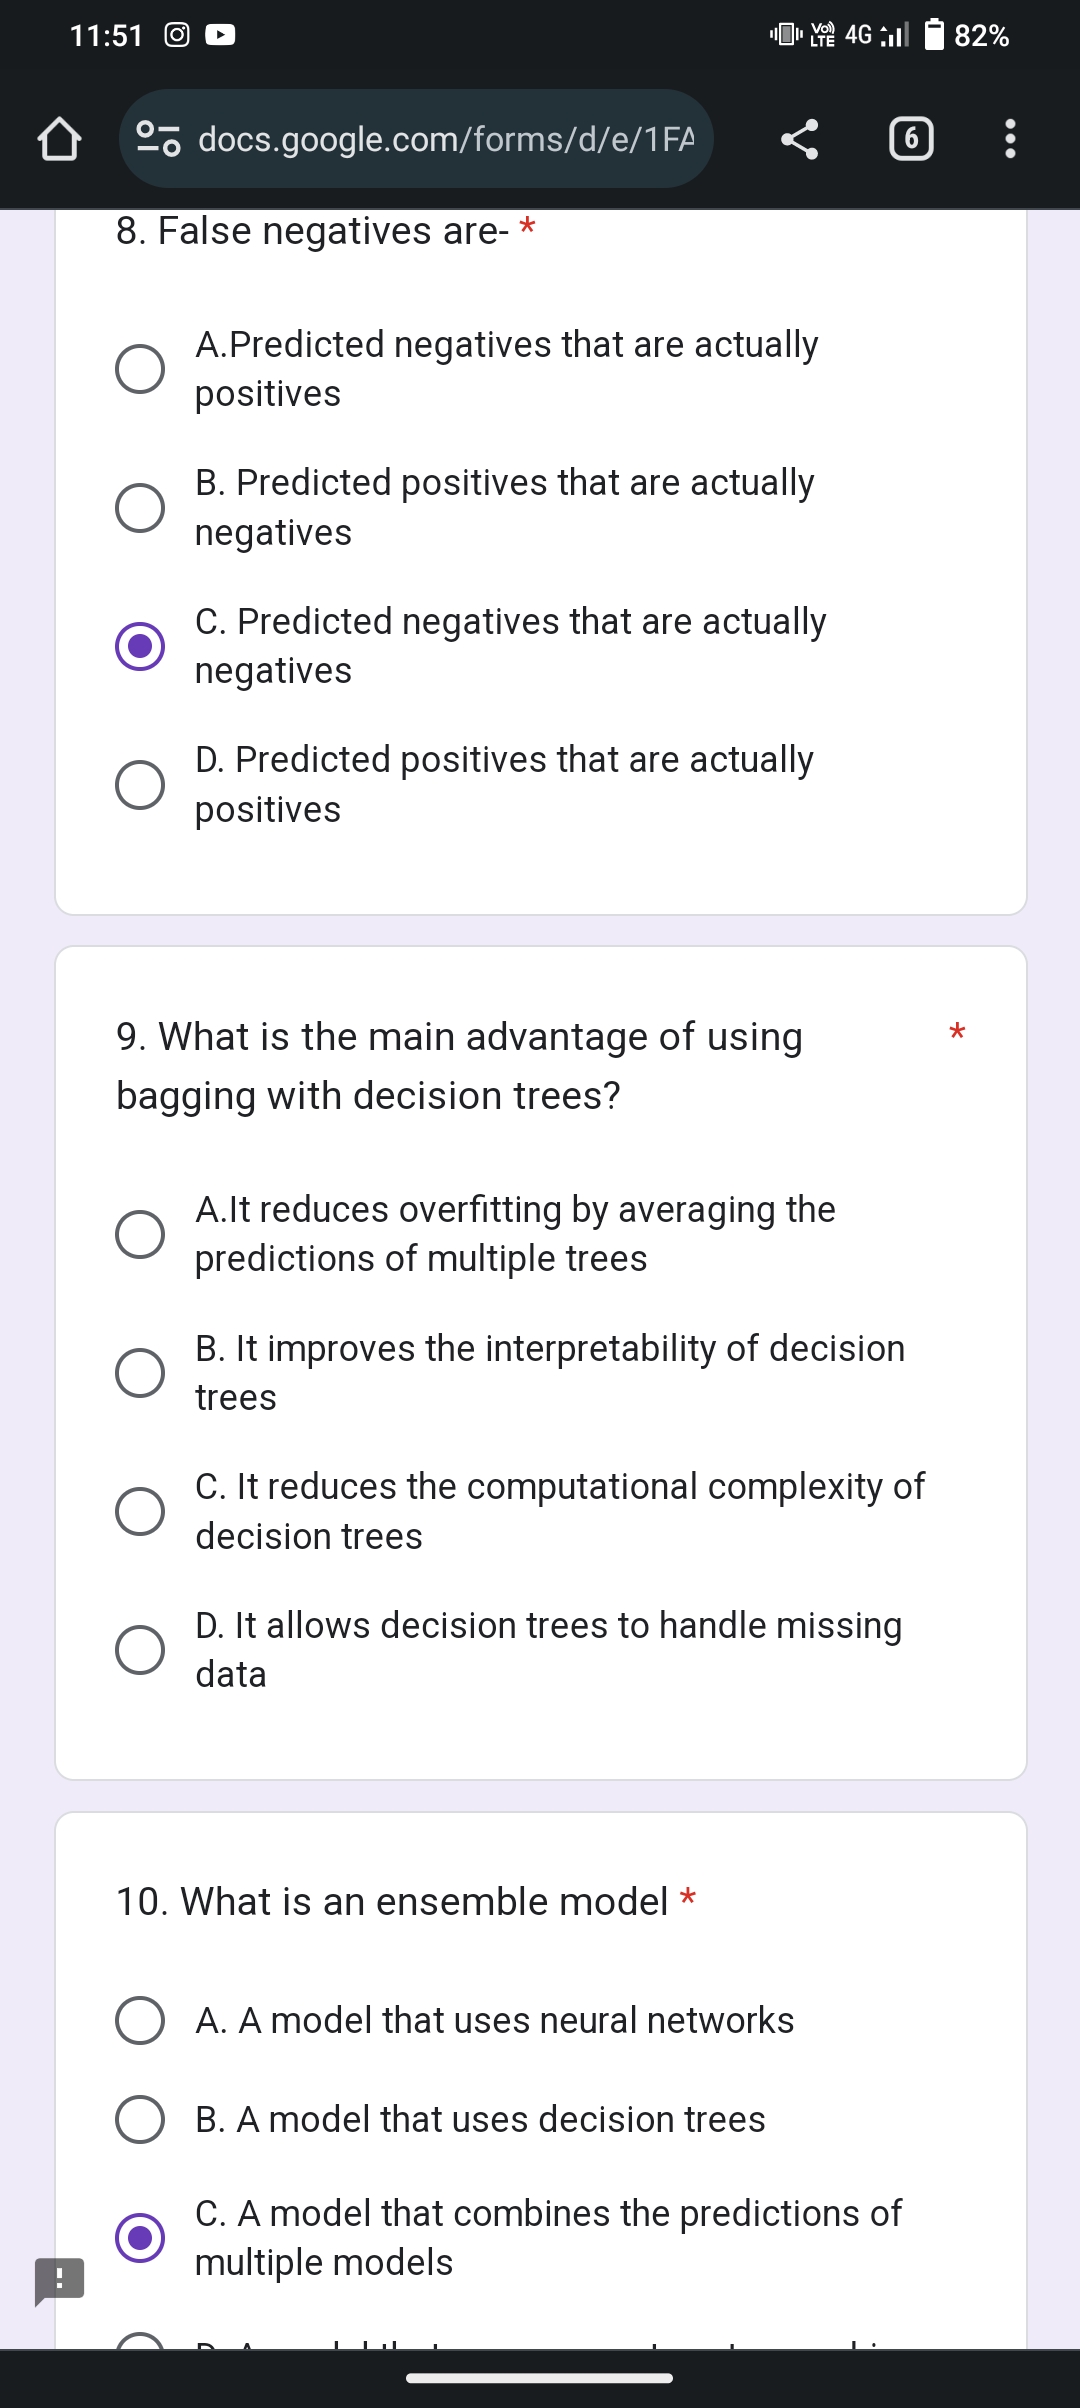 11:51
Vo)) LTE 4G 82%
docs.google.com/forms/d/e/1FA
6
8. False negatives are- *
A.Predicted negatives that are actually
positives
B. Predicted positives that are actually
negatives
C. Predicted negatives that are actually
negatives
D. Predicted positives that are actually
positives
9. What is the main advantage of using *
bagging with decision trees?
A.It reduces overfitting by averaging the
predictions of multiple trees
B. It improves the interpretability of decision
trees
C. It reduces the computational complexity of
decision trees
D. It allows decision trees to handle missing
data
10. What is an ensemble model *
A. A model that uses neural networks
B. A model that uses decision trees
C. A model that combines the predictions of
multiple models